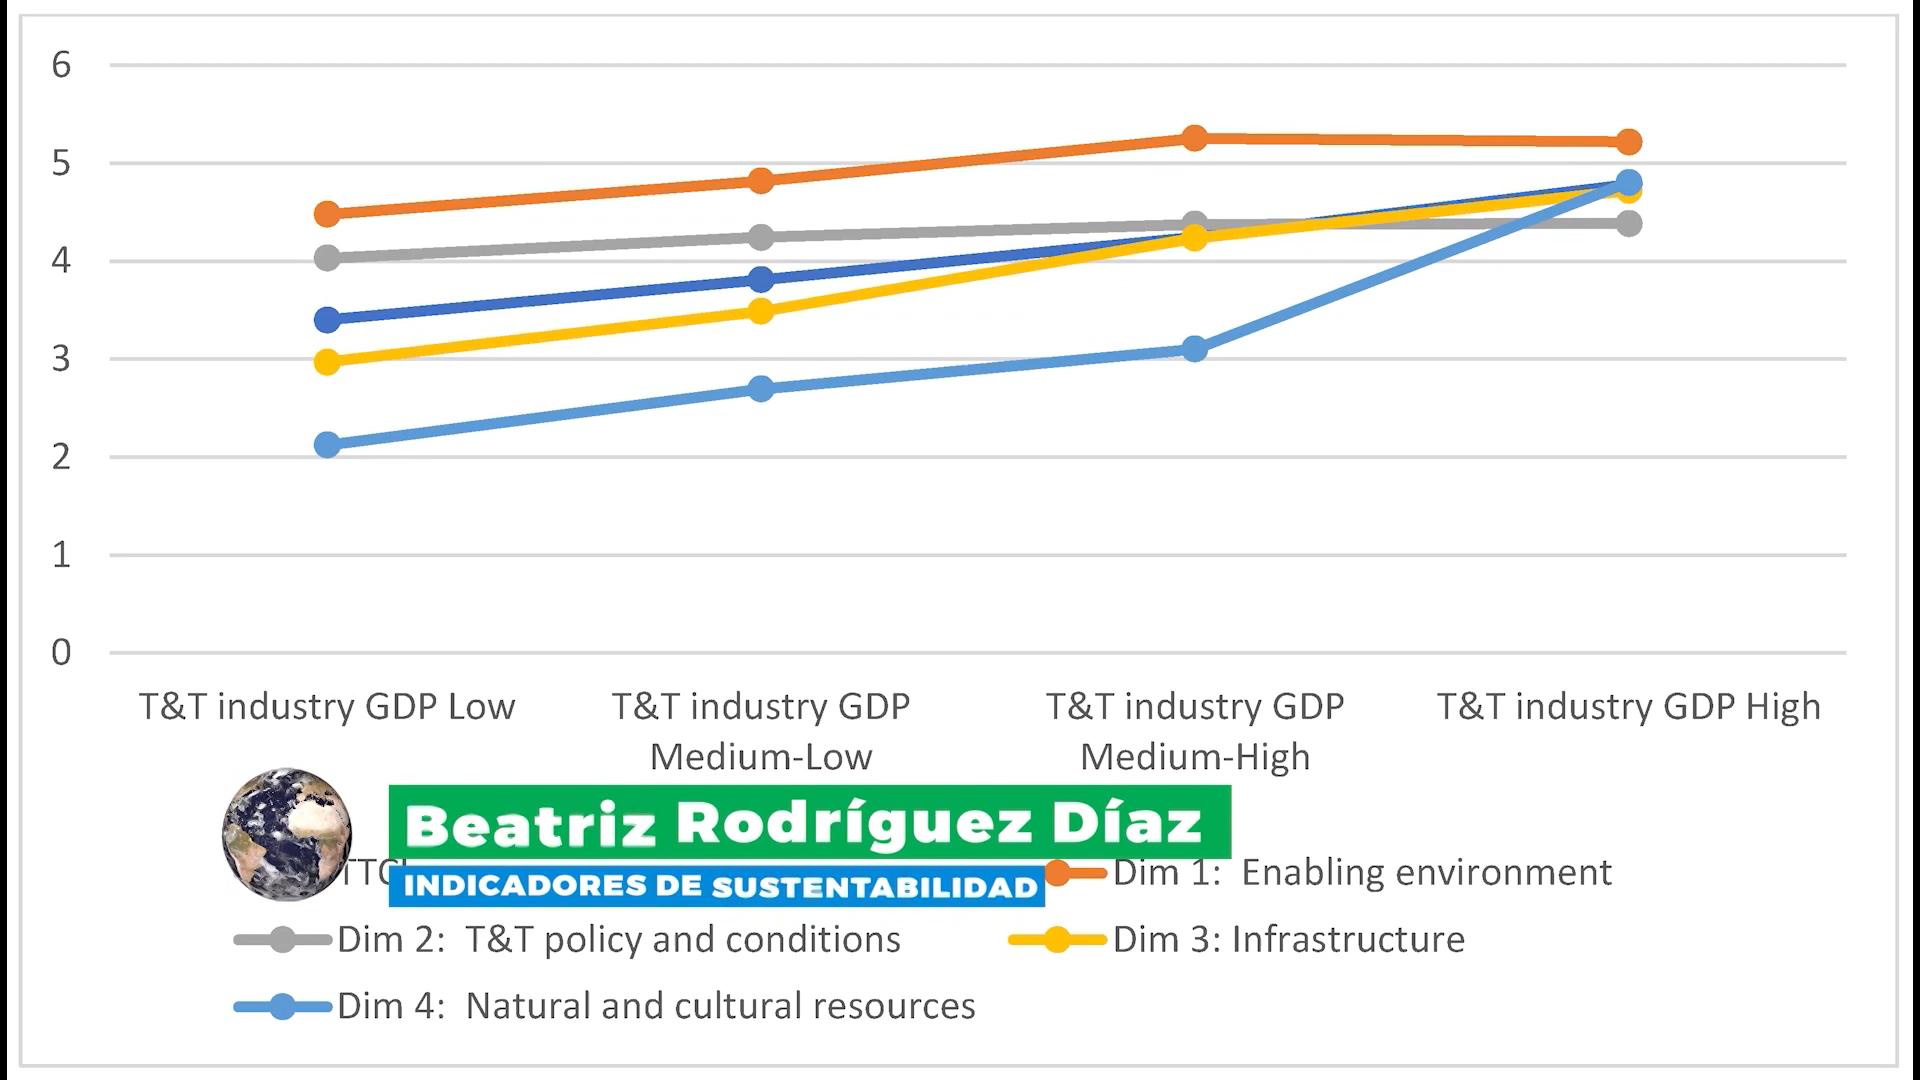 6
5
4
3
2
1
0
T&T industry GDP Low
T&T industry GDP Medium-Low
T&T industry GDP Medium-High
T&T industry GDP High
Beatriz Rodríguez Díaz
INDICADORES DE SUSTENTABILIDAD
Dim 1: Enabling environment
Dim 2: T&T policy and conditions
Dim 3: Infrastructure
Dim 4: Natural and cultural resources